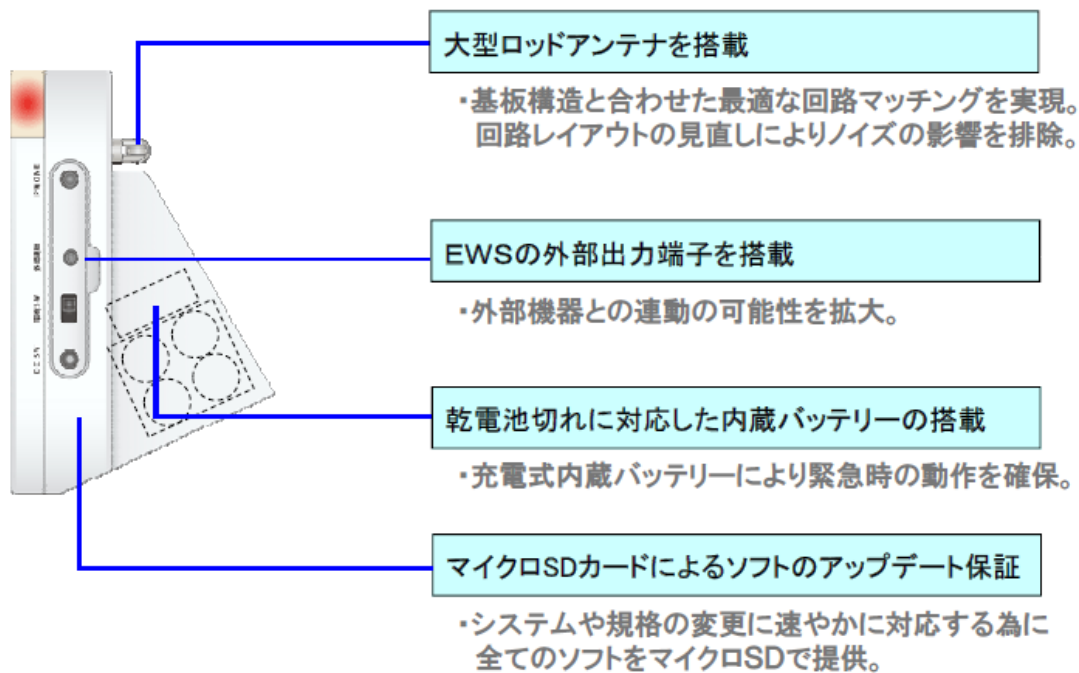 大型ロッドアンテナを搭載
・基板構造と合わせた最適な回路マッチングを実現。
回路レイアウトの見直しによりノイズの影響を排除。
EWSの外部出力端子を搭載
・外部機器との連動の可能性を拡大。
乾電池切れに対応した内蔵バッテリーの搭載
・充電式内蔵バッテリーにより緊急時の動作を確保。
マイクロSDカードによるソフトのアップデート保証
・システムや規格の変更に速やかに対応する為に
全てのソフトをマイクロSDで提供。